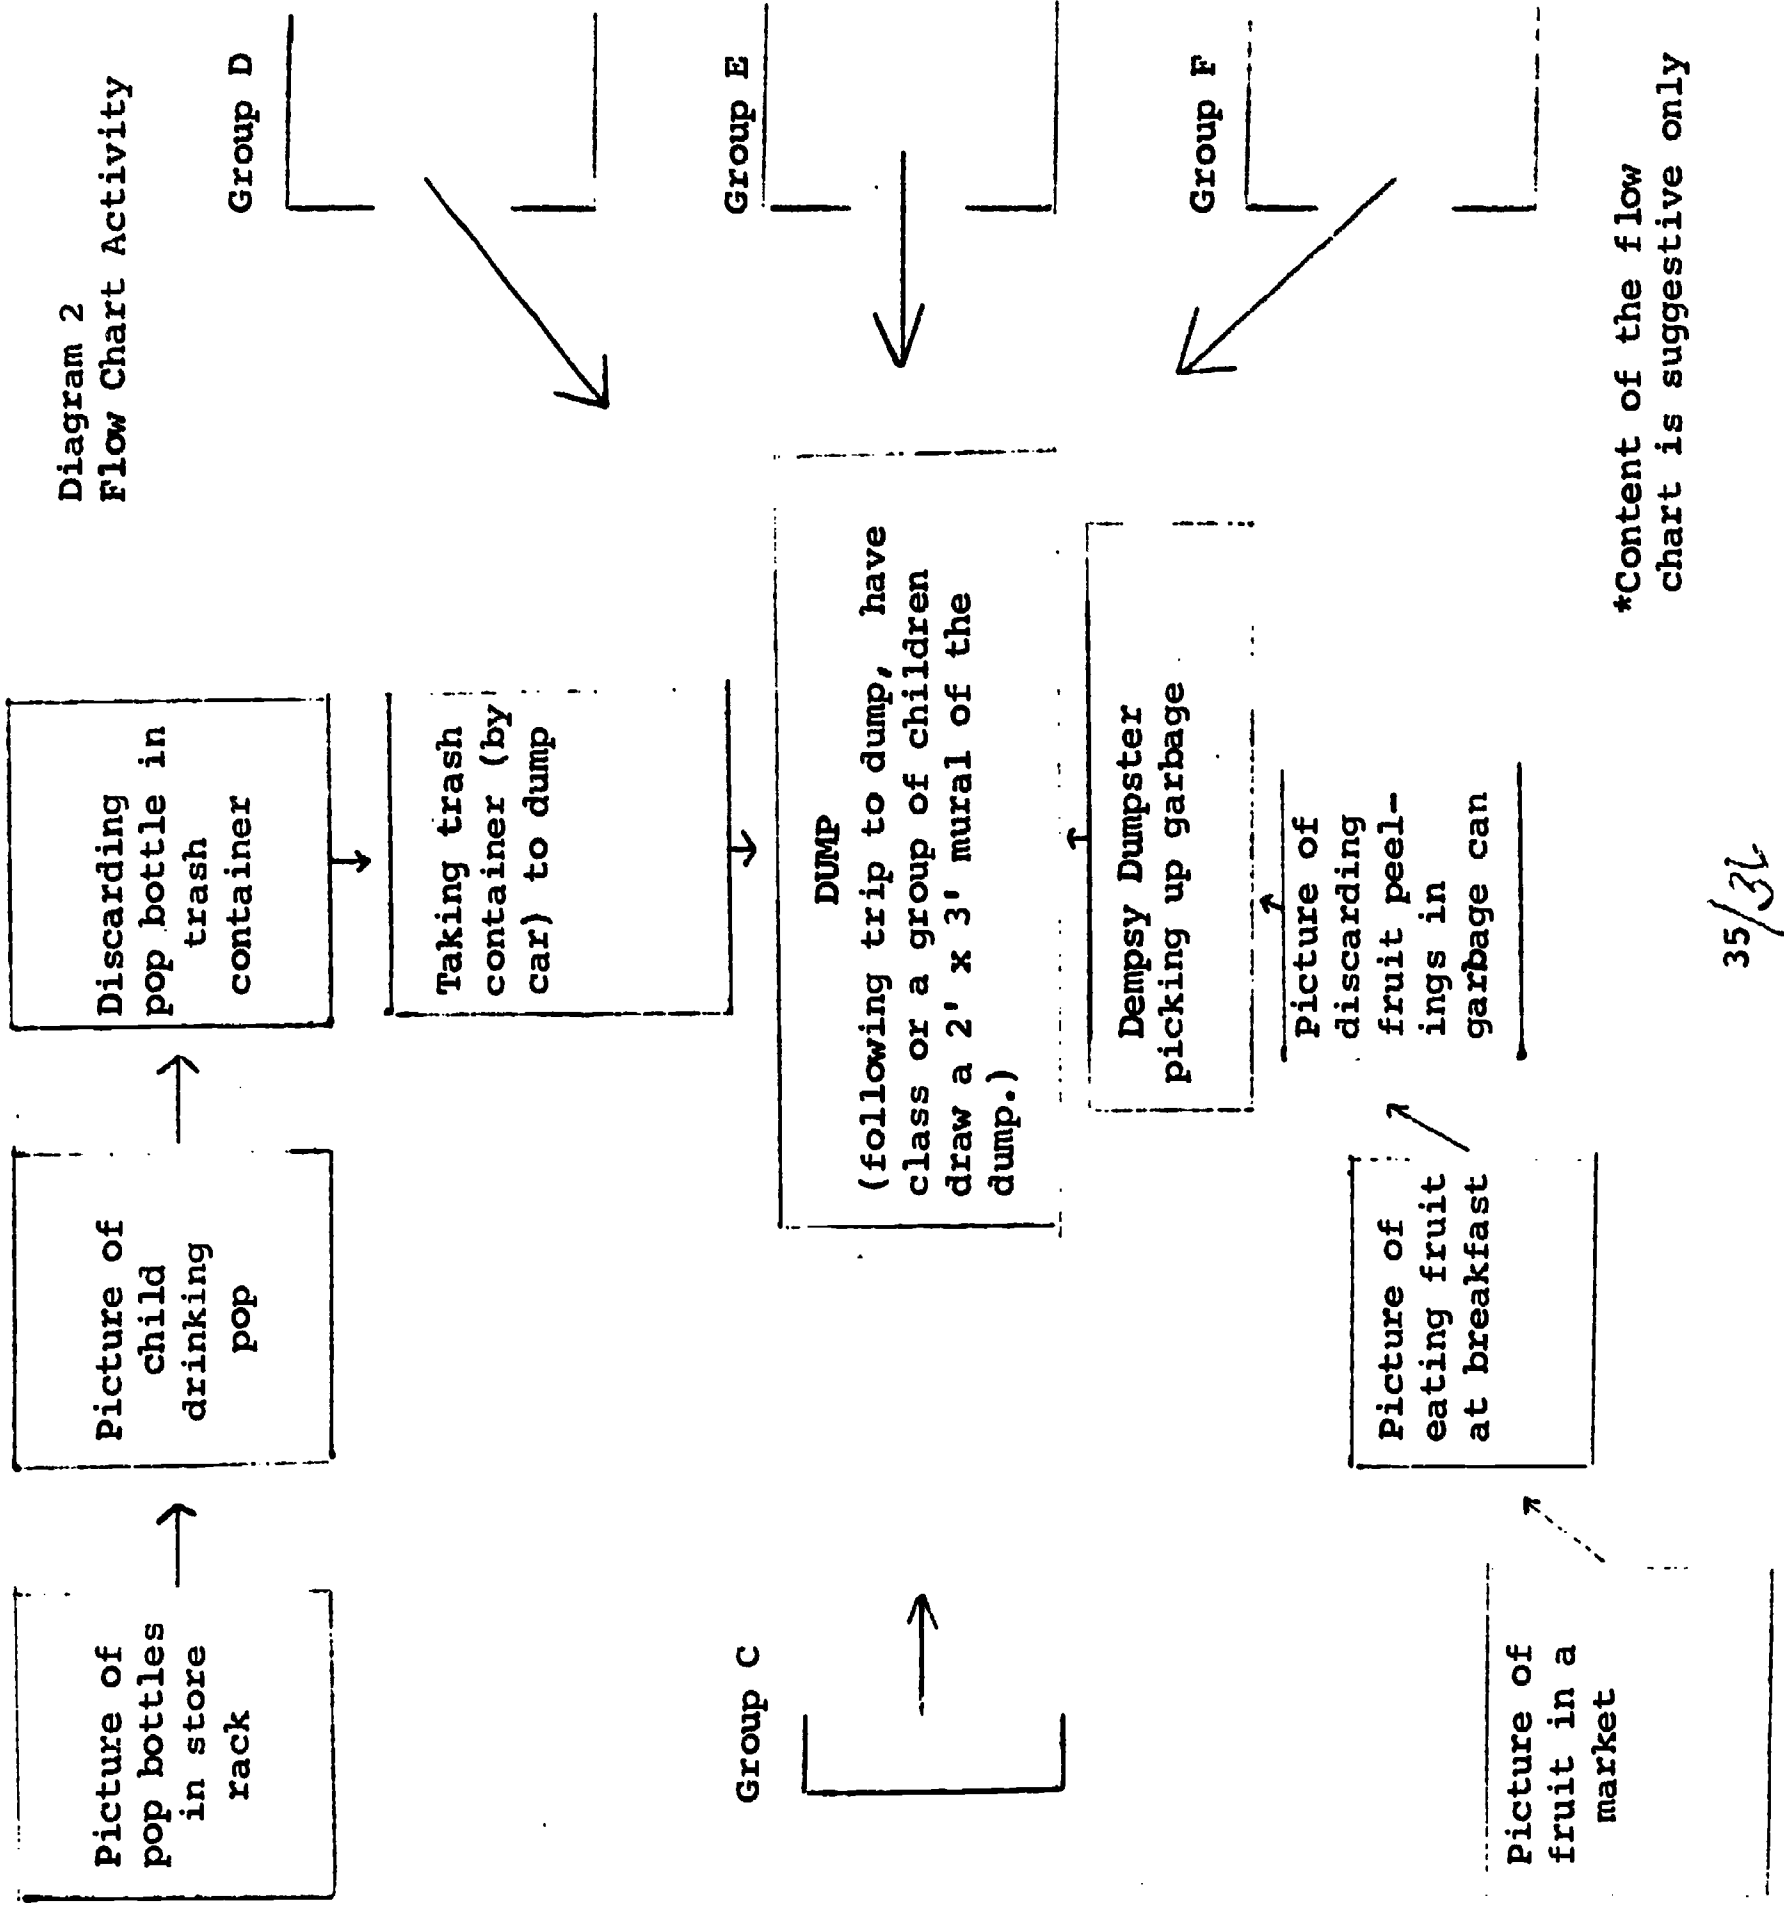 Diagram 2
Flow Chart Activity
Picture of
pop bottles
in store
rack
Picture of
child
drinking
pop
Discarding
pop bottle in
trash
container
Taking trash
container (by
car) to dump
Group D
Group C
DUMP
(following trip to dump, have
class or a group of children
draw a 2' x 3' mural of the
dump.)
Group E
Dempsy Dumpster
picking up garbage
Group F
Picture of
discarding
fruit peel-
ings in
garbage can
Picture of
eating fruit
at breakfast
Picture of
fruit in a
market
*Content of the flow
chart is suggestive only
35/36